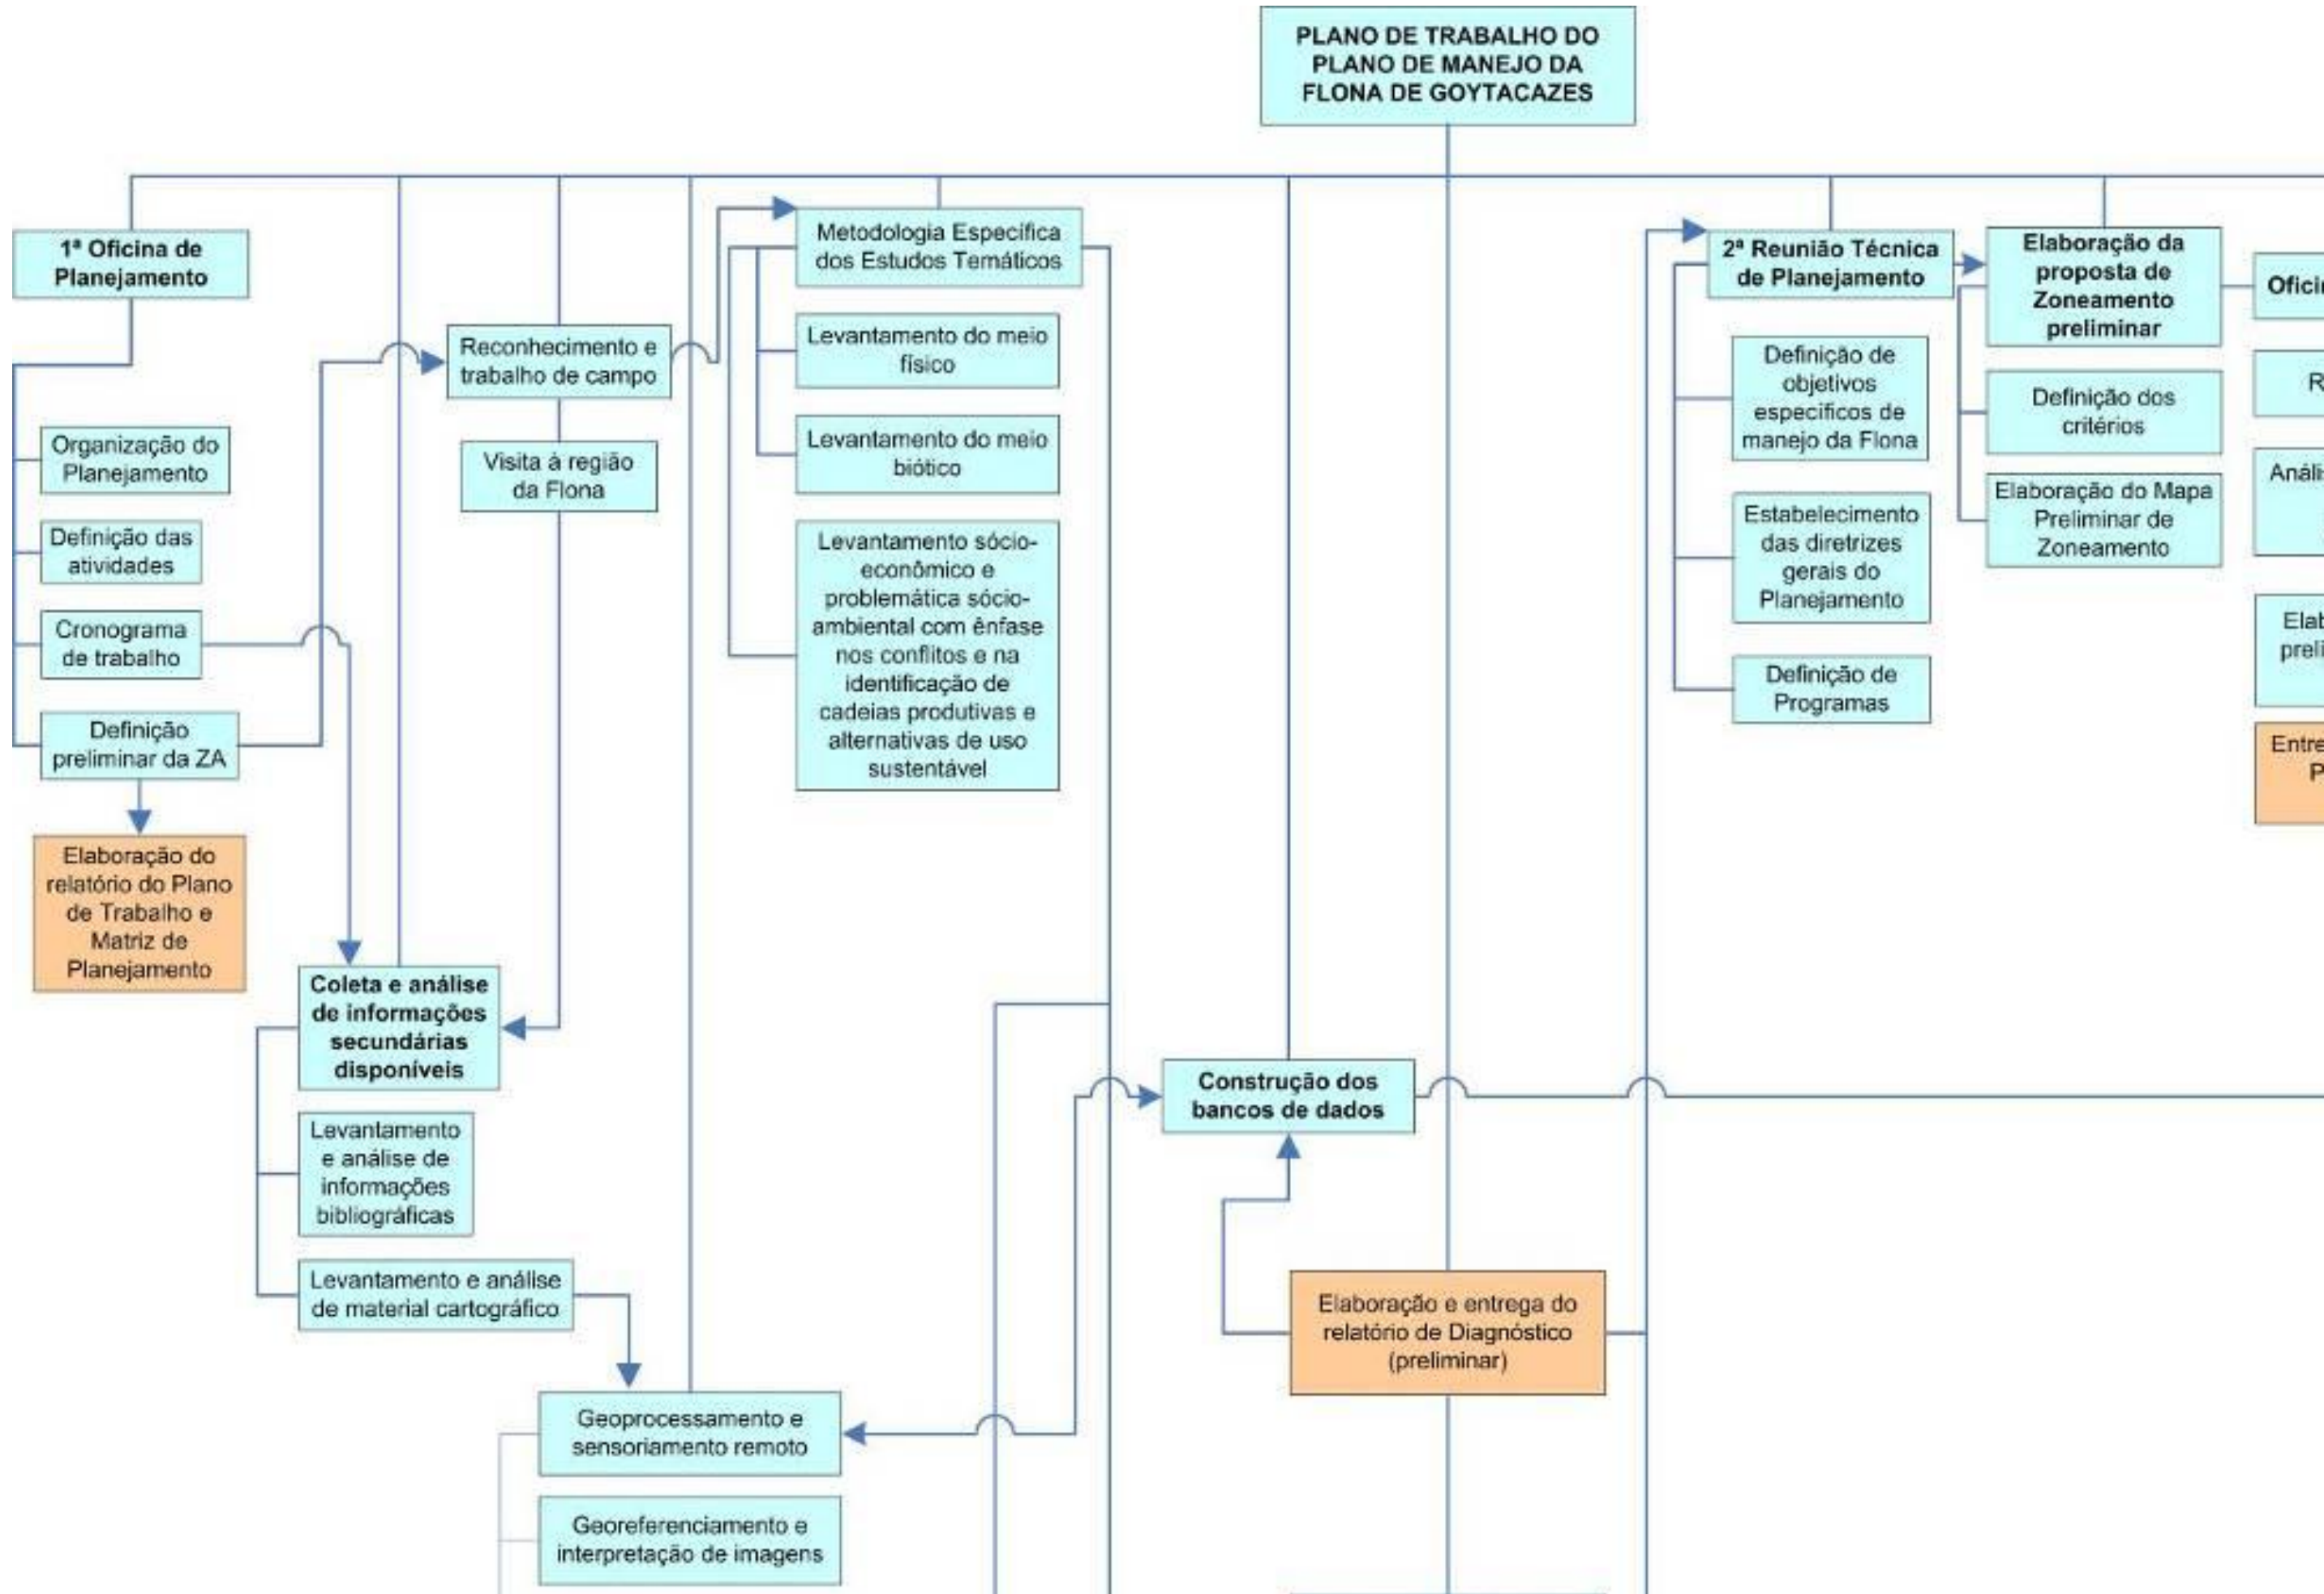 PLANO DE TRABALHO DO
PLANO DE MANEJO DA
FLONA DE GOYTACAZES
1ª Oficina de
Planejamento
Organização do
Planejamento
Definição das
atividades
Cronograma
de trabalho
Definição
preliminar da ZA
Elaboração do
relatório do Plano
de Trabalho e
Matriz de
Planejamento
Coleta e análise
de informações
secundárias
disponíveis
Levantamento
e análise de
informações
bibliográficas
Levantamento e análise
de material cartográfico
Reconhecimento e
trabalho de campo
Visita à região
da Flona
Geoprocessamento e
sensoriamento remoto
Georeferenciamento e
interpretação de imagens
Metodologia Específica
dos Estudos Temáticos
Levantamento do meio
físico
Levantamento do meio
biótico
Levantamento sócio-
econômico e
problemática sócio-
ambiental com ênfase
nos conflitos e na
identificação de
cadeias produtivas e
alternativas de uso
sustentável
Construção dos
bancos de dados
Elaboração e entrega do
relatório de Diagnóstico
(preliminar)
2ª Reunião Técnica
de Planejamento
Definição de
objetivos
especificos de
manejo da Flona
Estabelecimento
das diretrizes
gerais do
Planejamento
Definição de
Programas
Elaboração da
proposta de
Zoneamento
preliminar
Definição dos
critérios
Elaboração do Mapa
Preliminar de
Zoneamento